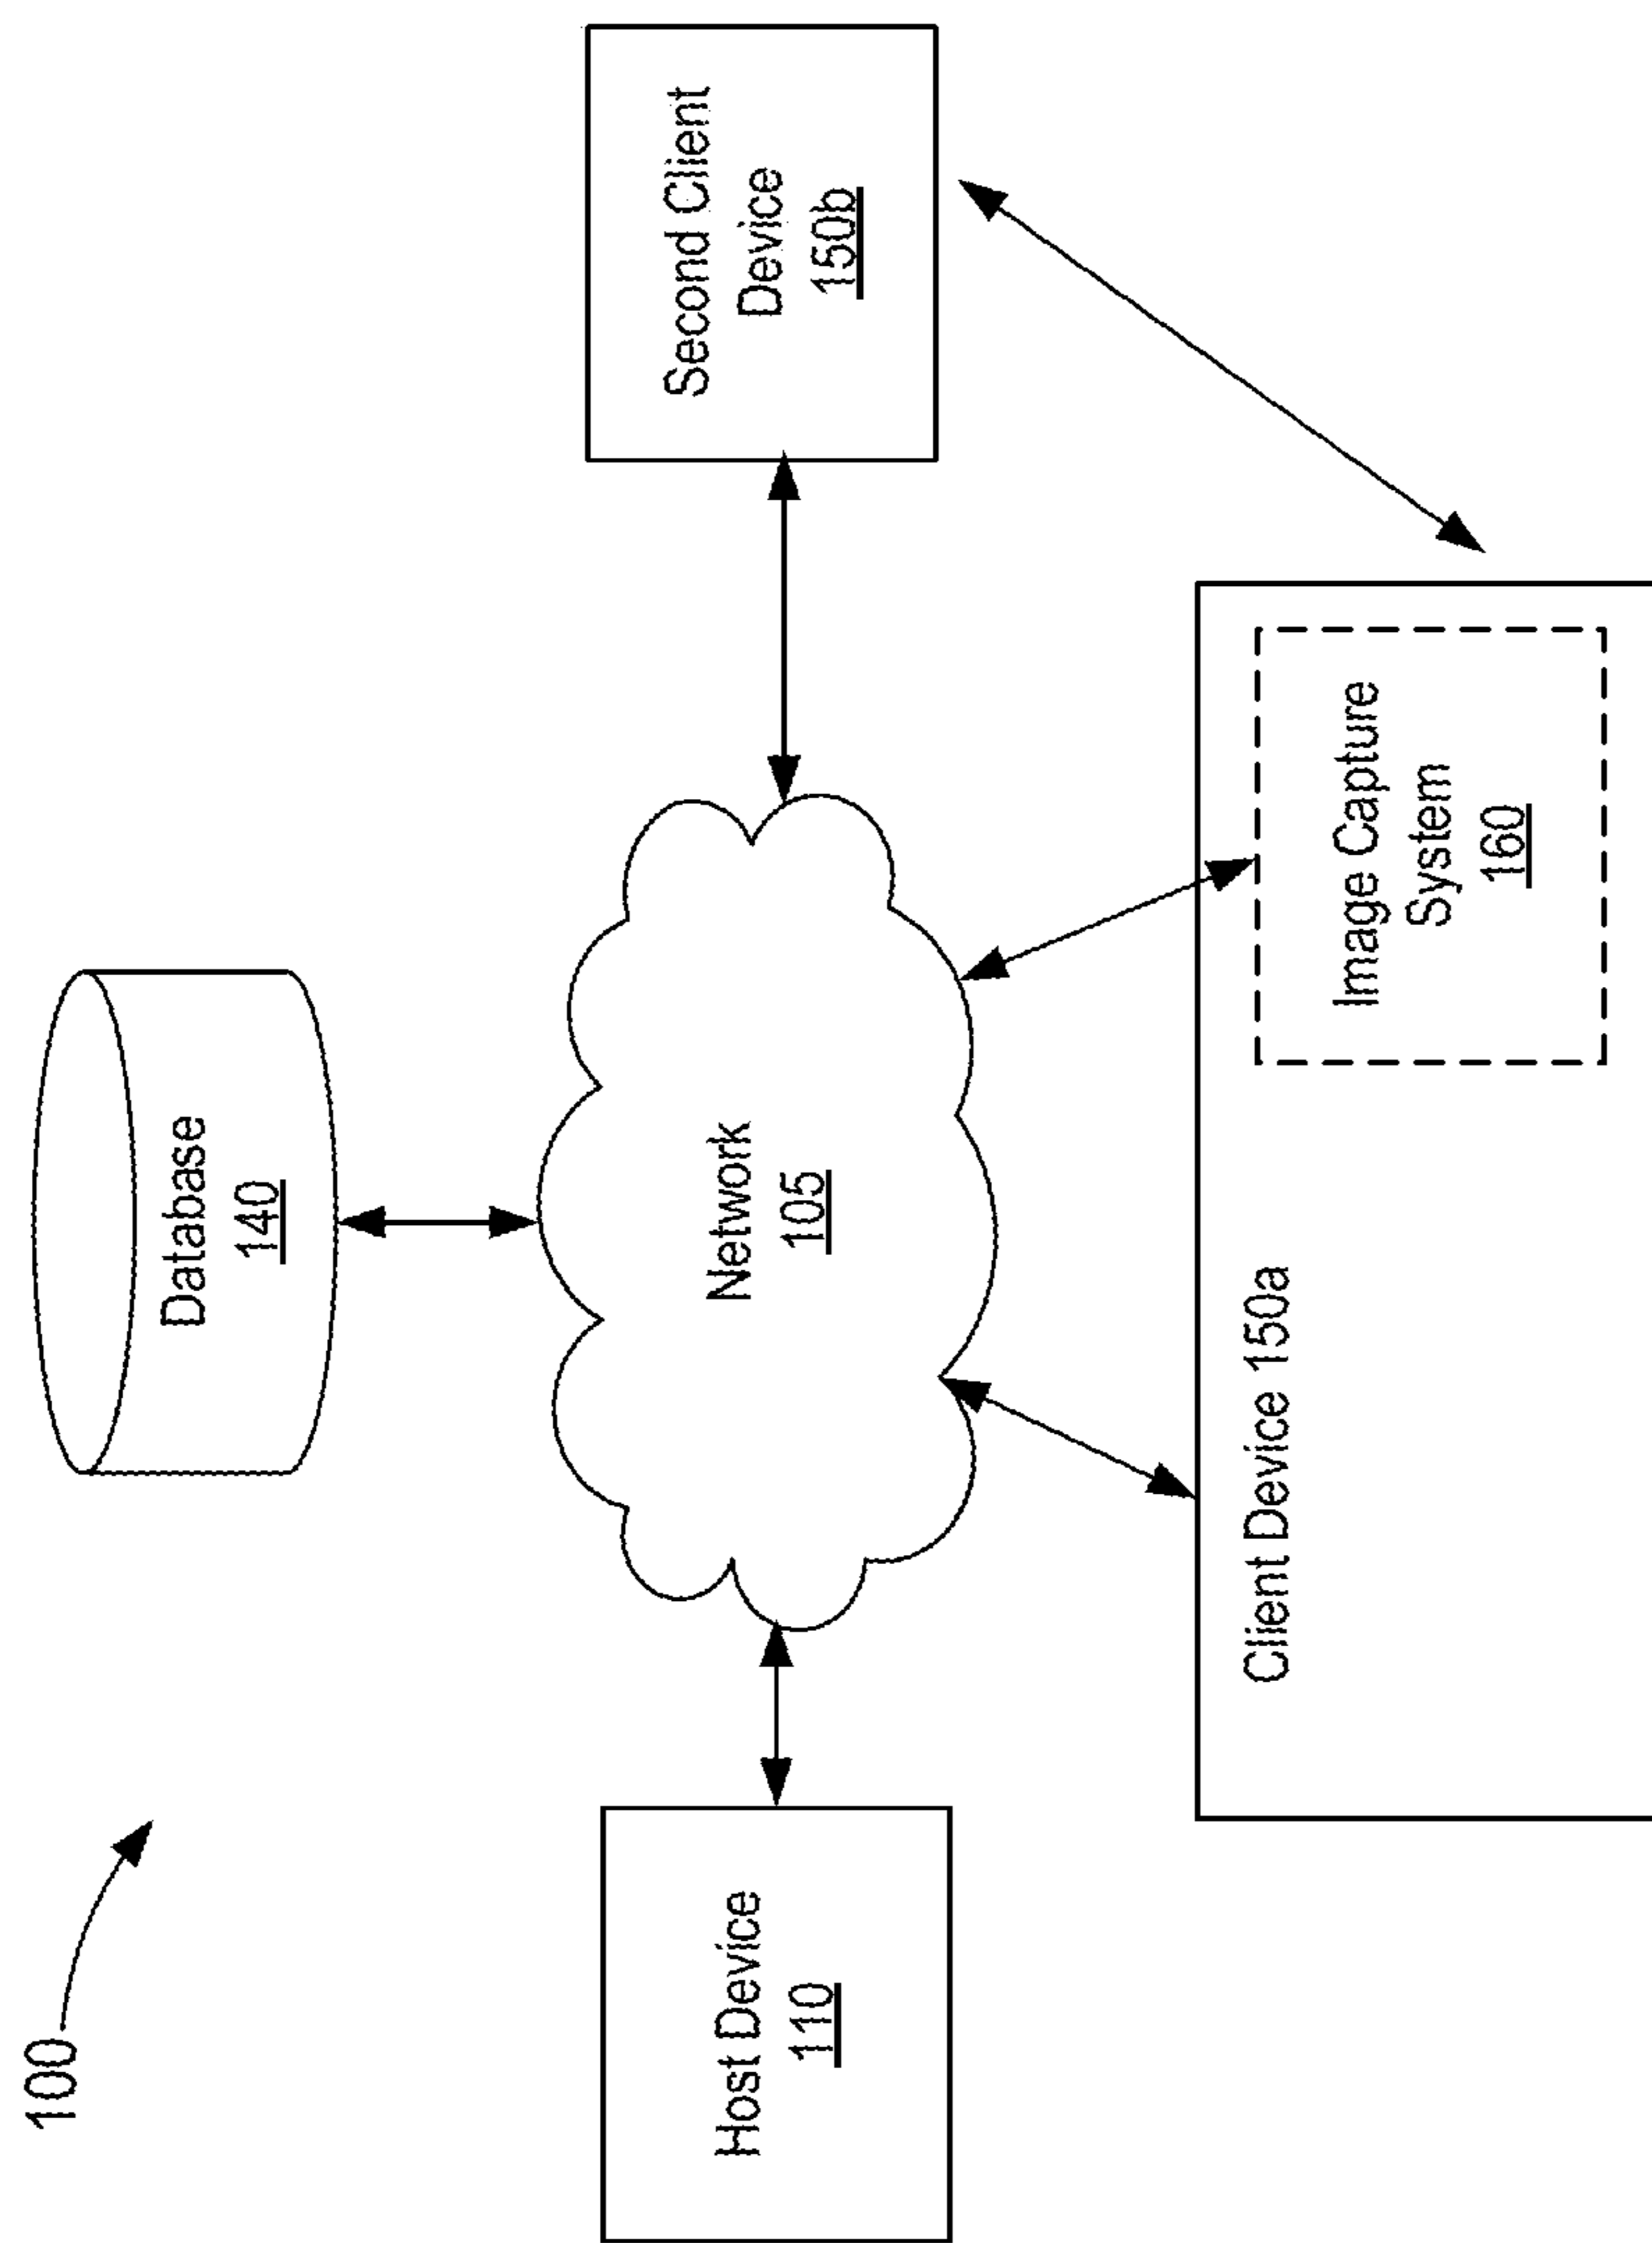 100
Database
140
Host Device
110
Network
105
Second Client
Device
150b
Client Device 150a
Image Capture
System
160